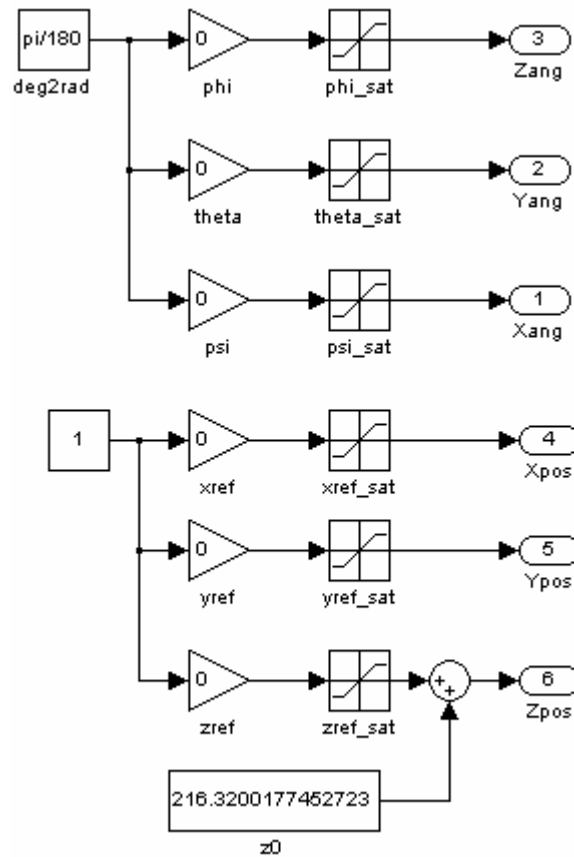 pi/180
deg2rad
0
phi
phi_sat
3
Zang
0
theta
theta_sat
2
Yang
0
psi
psi_sat
1
Xang
1
0
xref
xref_sat
4
Xpos
0
yref
yref_sat
5
Ypos
0
zref
zref_sat
+
+
6
Zpos
216.3200177452723
z0